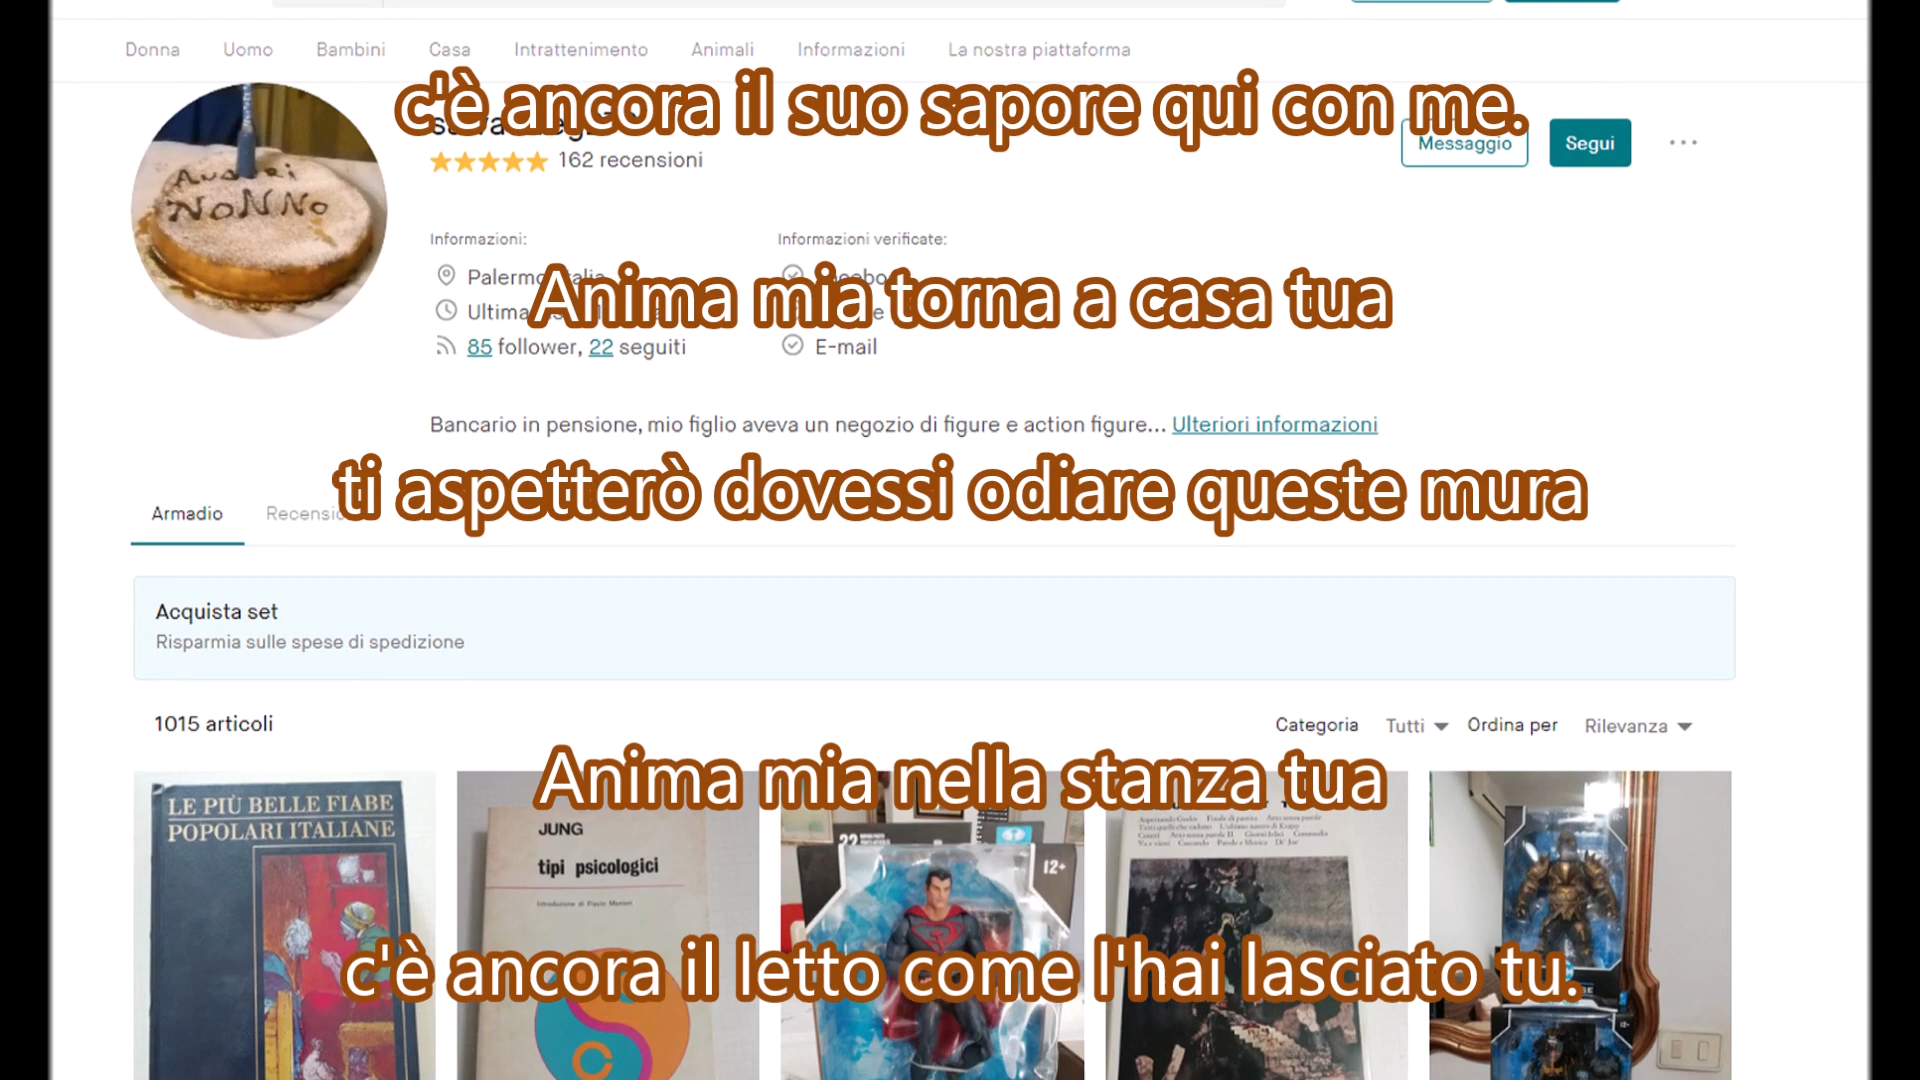 Donna Uomo Bambini Casa Intrattenimento Animali Informazioni La nostra piattaforma
c'è ancora il suo sapore qui con me.
162 recensioni
Messaggio Segui
Auguri
NONNO
Informazioni: Informazioni verificate:
Anima mia torna a casa tua
85 follower, 22 seguiti E-mail
Bancario in pensione, mio figlio aveva un negozio di figure e action figure... Ulteriori informazioni
ti aspetterò dovessi odiare queste mura
Armadio
Acquista set
Risparmia sulle spese di spedizione
1015 articoli Categoria Tutti Ordina per Rilevanza
Anima mia nella stanza tua
LE PIÙ BELLE FIABE
POPOLARI ITALIANE
JUNG
tipi psicologici
22
12+
c'è ancora il letto come l'hai lasciato tu.